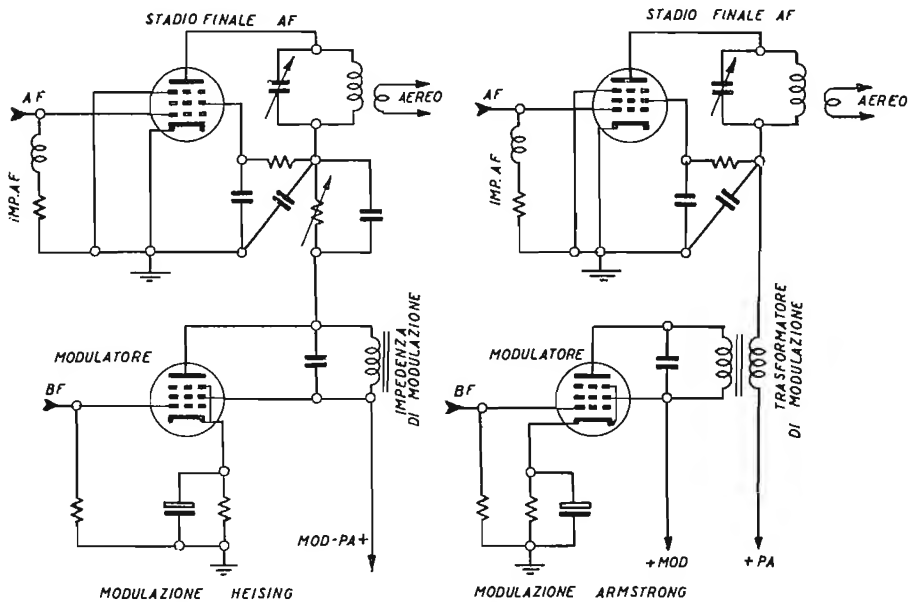 STADIO FINALE AF
AF
AEREO
IMP.AF
MODULATORE
IMPEDENZA
DI MODULAZIONE
BF
MOD-PA+
MODULAZIONE HEISING
STADIO FINALE AF
AF
AEREO
IMP.AF
MODULATORE
TRASFORMATORE
DI MODULAZIONE
BF
+MOD
+PA
MODULAZIONE ARMSTRONG